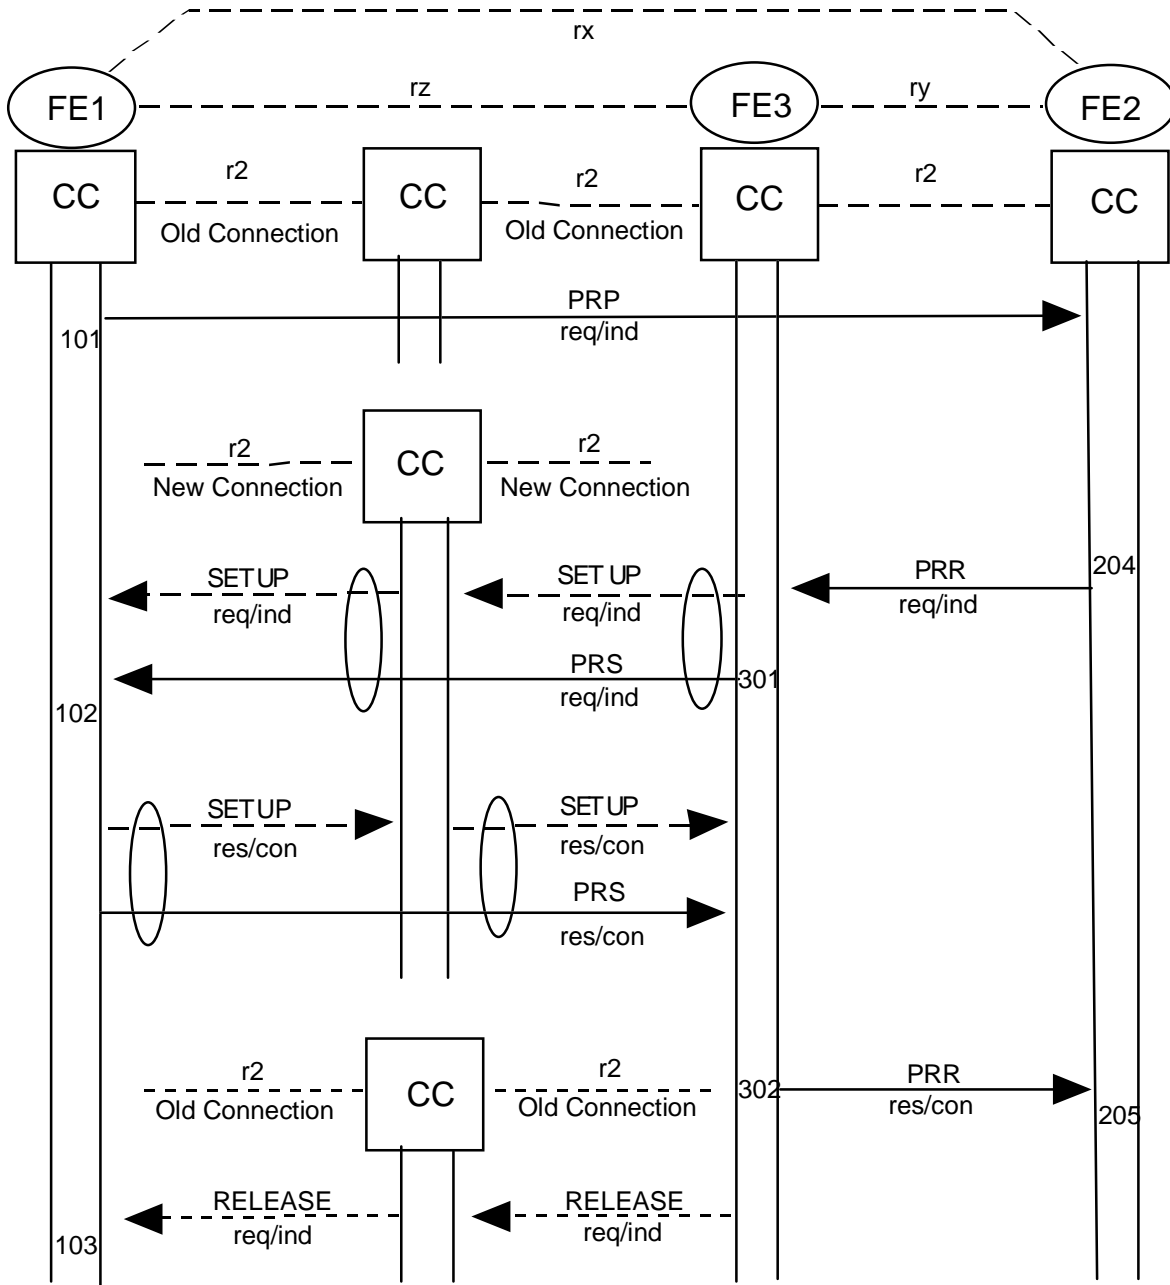 rx
FE1
rz
FE3
ry
FE2
CC
r2
Old Connection
CC
r2
Old Connection
CC
r2
CC
PRP
req/ind
101
r2
New Connection
CC
r2
New Connection
SETUP
req/ind
SETUP
req/ind
PRR
req/ind
204
PRS
req/ind
301
102
SETUP
res/con
SETUP
res/con
PRS
res/con
r2
Old Connection
CC
r2
Old Connection
302
PRR
res/con
205
RELEASE
req/ind
RELEASE
req/ind
103